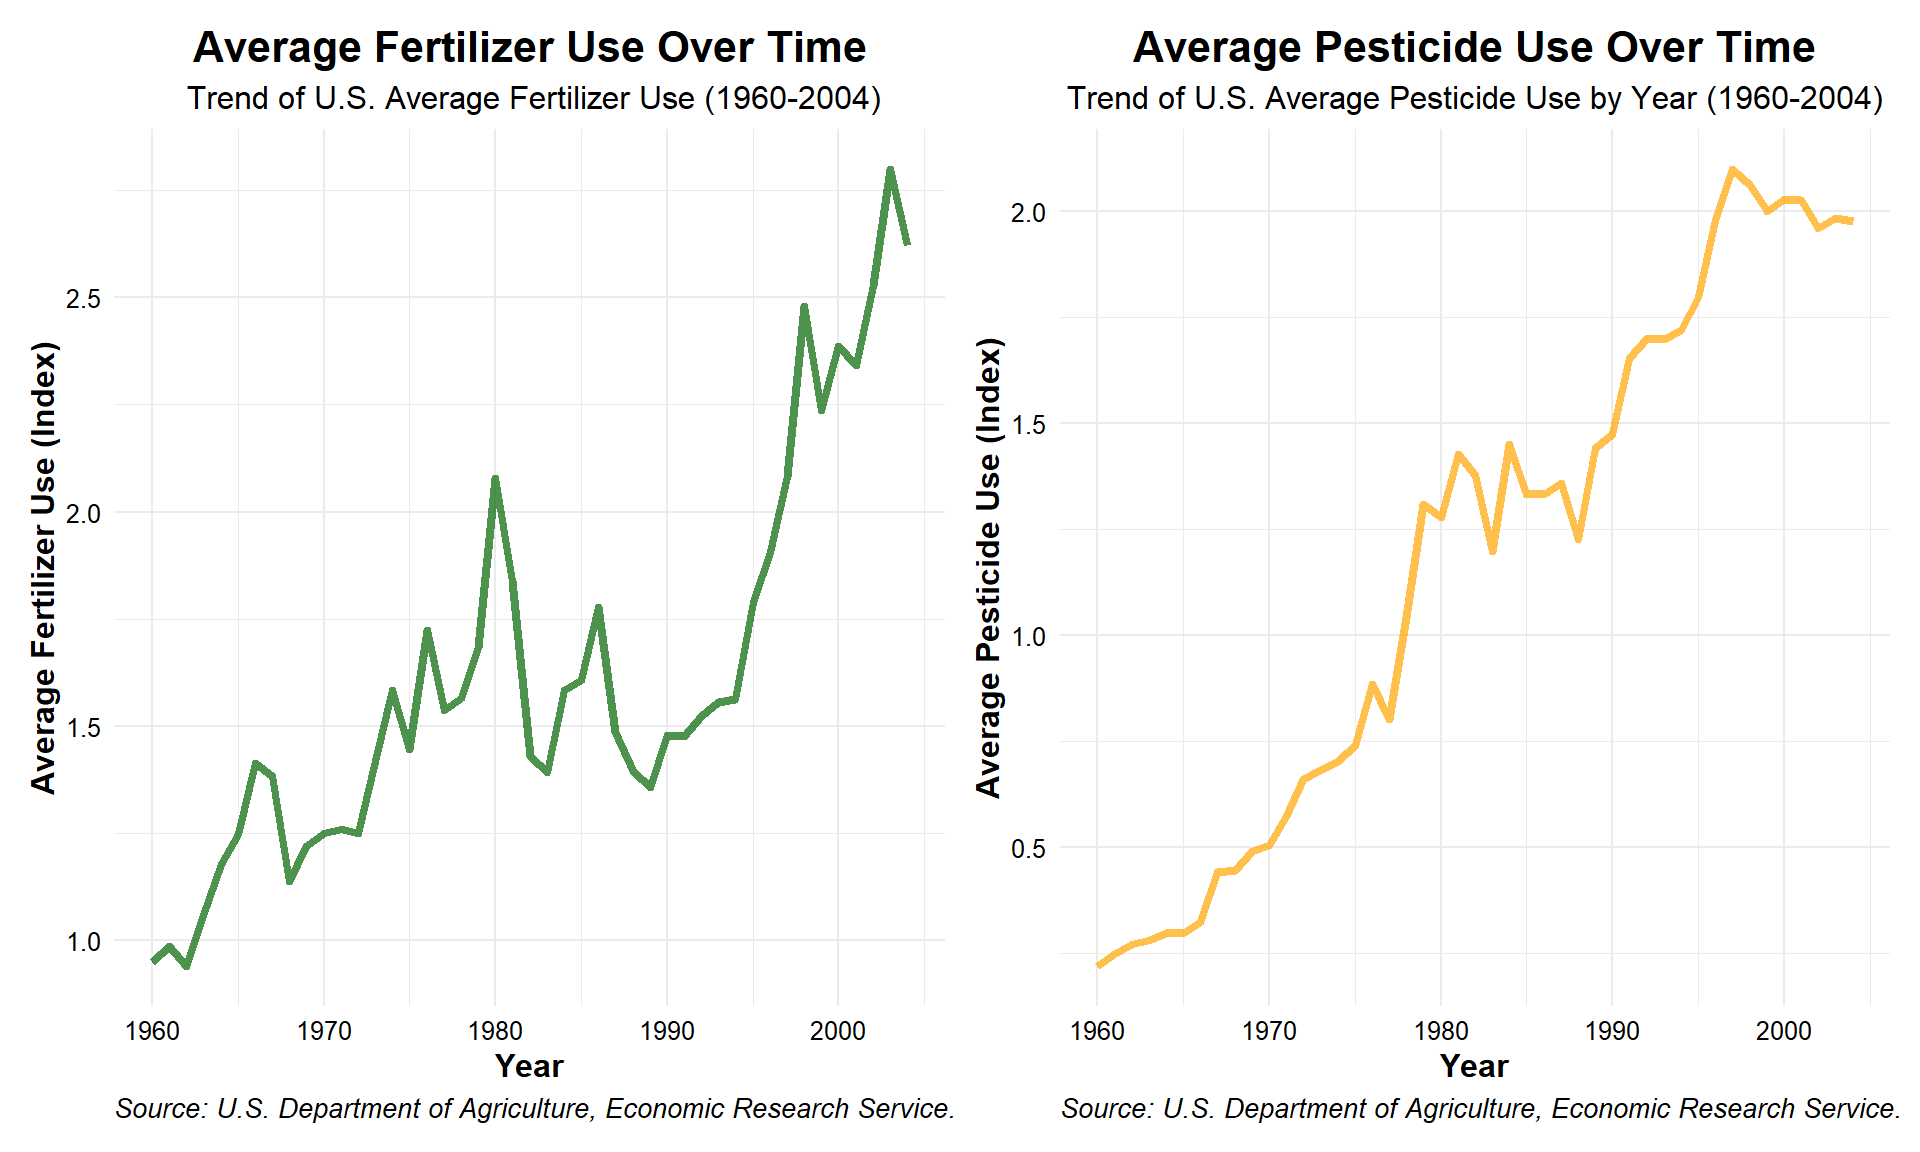 Average Fertilizer Use Over Time
Trend of U.S. Average Fertilizer Use (1960-2004)
Average Fertilizer Use (Index)
2.5
2.0
1.5
1.0
1960 1970 1980 1990 2000
Year
Source: U.S. Department of Agriculture, Economic Research Service.
Average Pesticide Use Over Time
Trend of U.S. Average Pesticide Use by Year (1960-2004)
Average Pesticide Use (Index)
2.0
1.5
1.0
0.5
1960 1970 1980 1990 2000
Year
Source: U.S. Department of Agriculture, Economic Research Service.